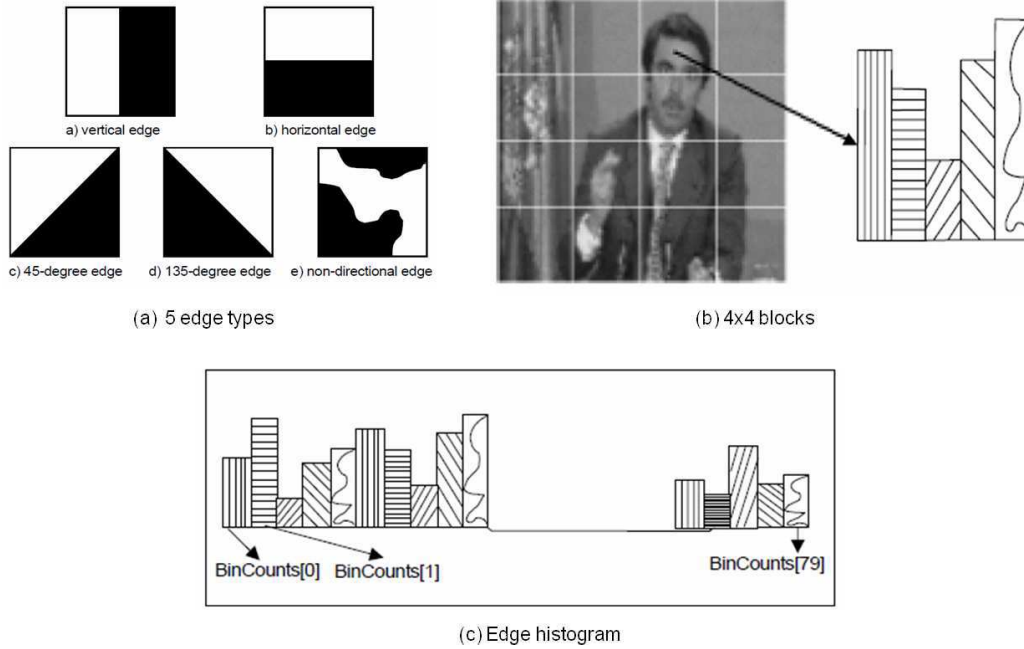 a) vertical edge
b) horizontal edge
c) 45-degree edge
d) 135-degree edge
e) non-directional edge
(a) 5 edge types
(b) 4x4 blocks
BinCounts[0]
BinCounts[1]
BinCounts[79]
(c) Edge histogram